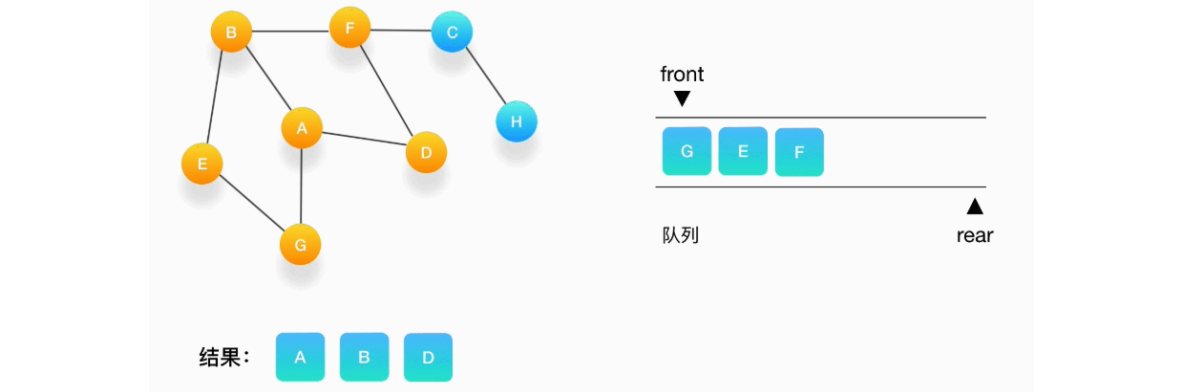 B F C
A H
D
E
G
front
G E F
队列
rear
结果： A B D